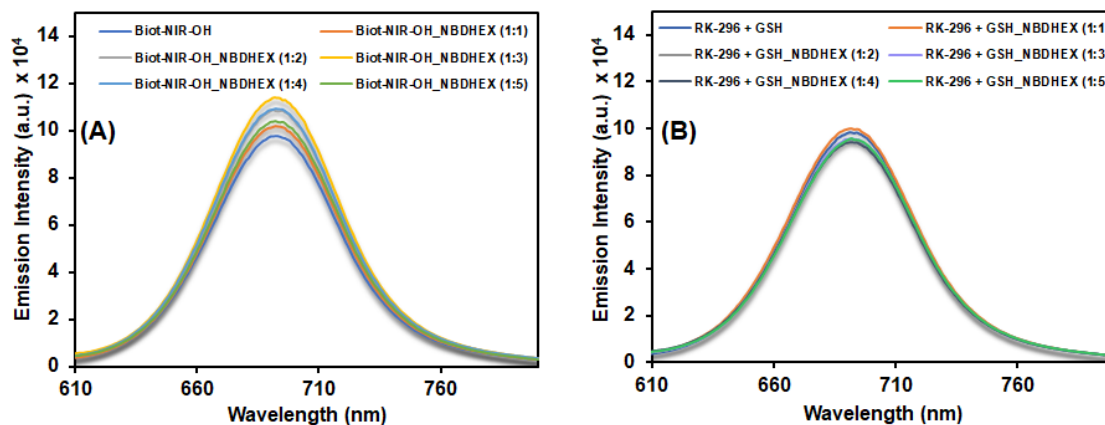 (A)
Emission Intensity (a.u.) x 10⁴
14
12
10
8
6
4
2
0
Biot-NIR-OH
Biot-NIR-OH_NBDHEX (1:1)
Biot-NIR-OH_NBDHEX (1:2)
Biot-NIR-OH_NBDHEX (1:3)
Biot-NIR-OH_NBDHEX (1:4)
Biot-NIR-OH_NBDHEX (1:5)
610 660 710 760
Wavelength (nm)
(B)
Emission Intensity (a.u.) x 10⁴
14
12
10
8
6
4
2
0
RK-296 + GSH
RK-296 + GSH_NBDHEX (1:1
RK-296 + GSH_NBDHEX (1:2)
RK-296 + GSH_NBDHEX (1:3
RK-296 + GSH_NBDHEX (1:4)
RK-296 + GSH_NBDHEX (1:5
610 660 710 760
Wavelength (nm)